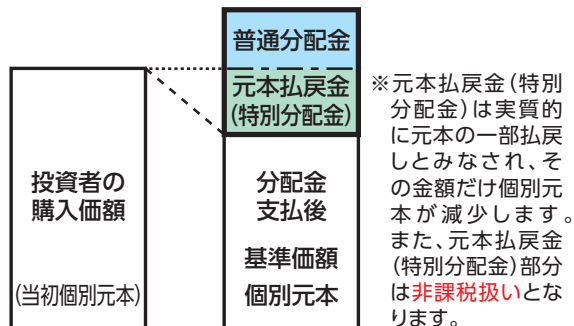 普通分配金
元本払戻金
(特別分配金)
投資者の
購入価額
(当初個別元本)
分配金
支払後
基準価額
個別元本
※元本払戻金(特別
分配金)は実質的
に元本の一部払戻
しとみなされ、そ
の金額だけ個別元
本が減少します。
また、元本払戻金
(特別分配金)部分
は非課税扱いとな
ります。